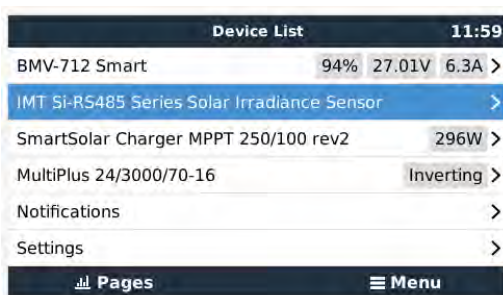 Device List 11:59
BMV-712 Smart 94% 27.01V 6.3A >
IMT Si-RS485 Series Solar Irradiance Sensor >
SmartSolar Charger MPPT 250/100 rev2 296W >
MultiPlus 24/3000/70-16 Inverting >
Notifications >
Settings >
Pages Menu